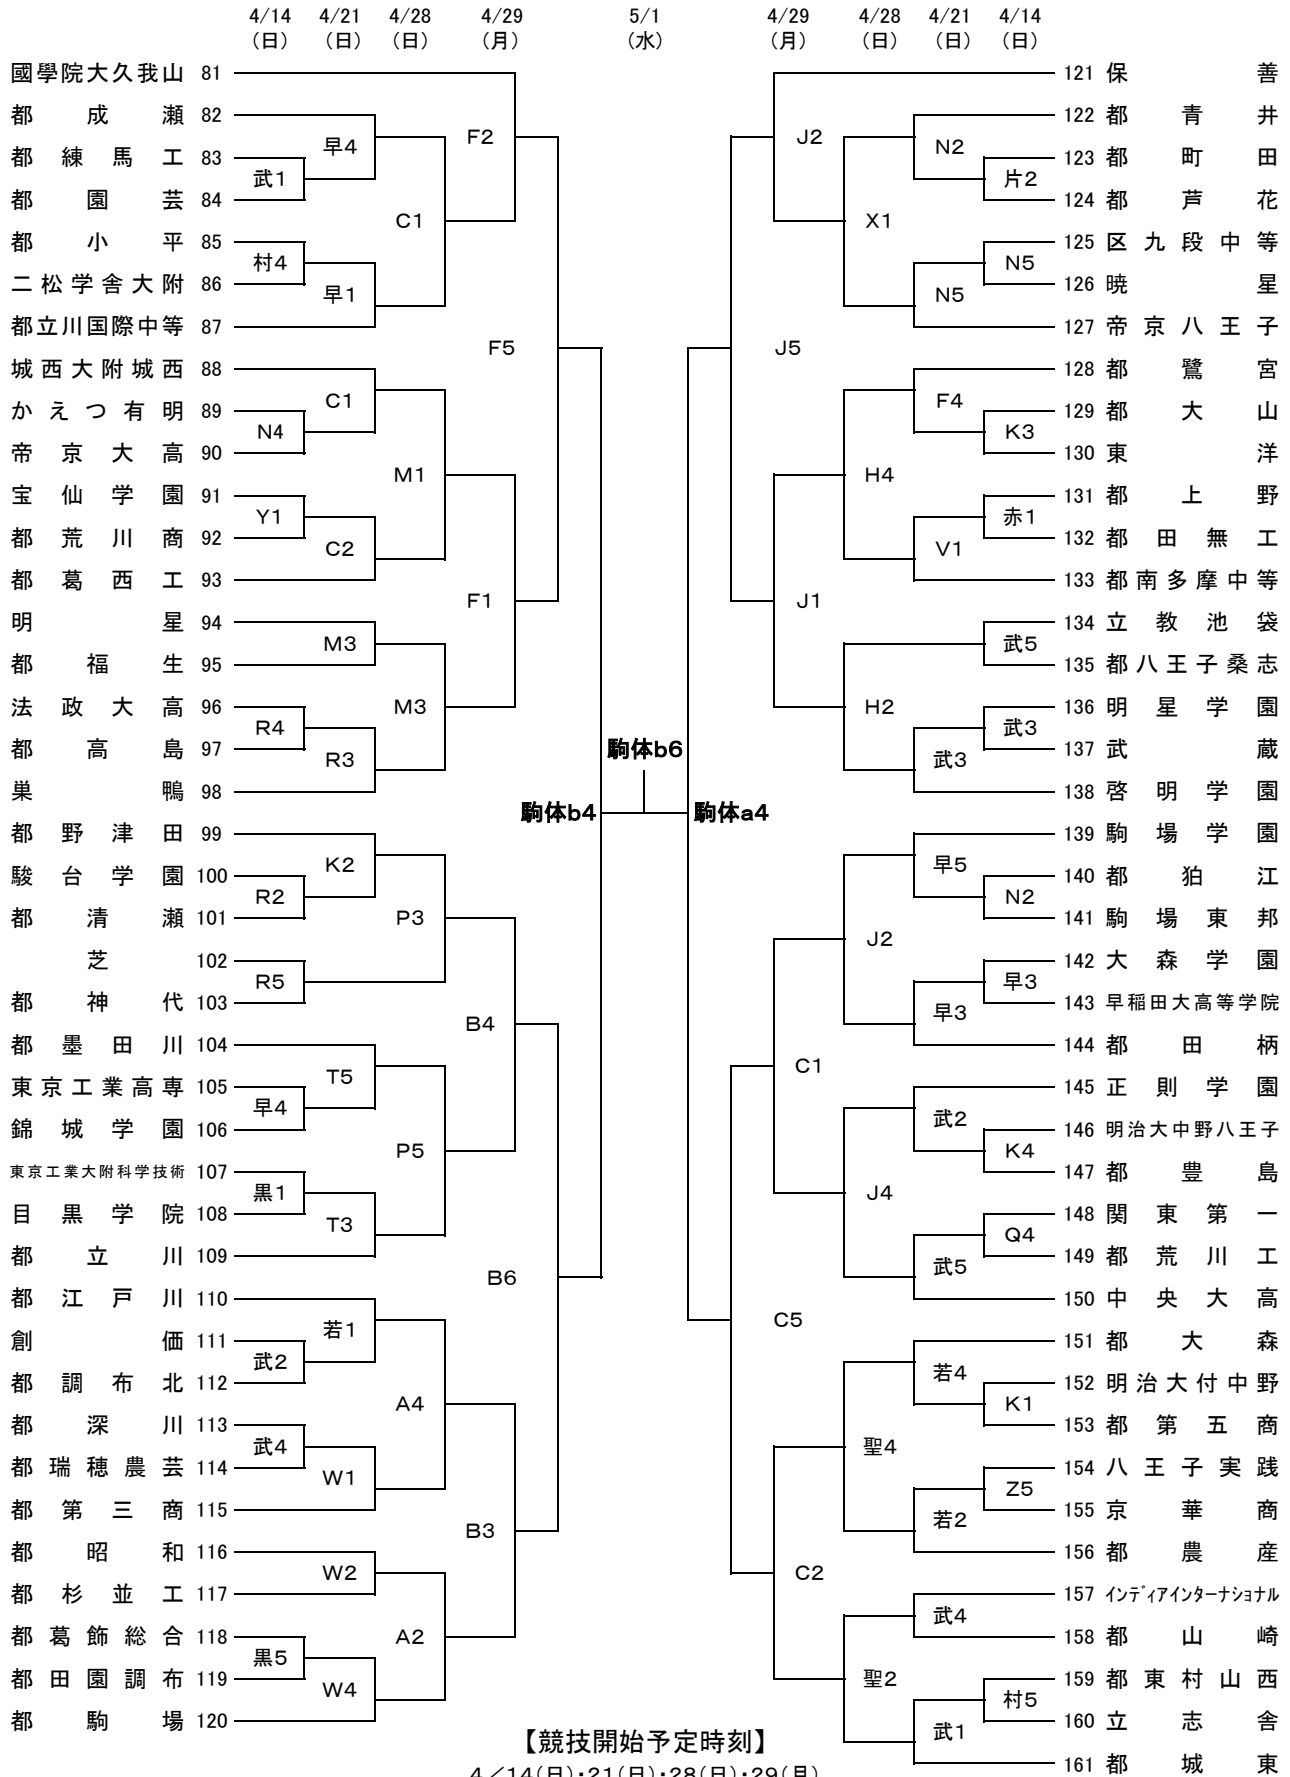 4/14 4/21 4/28 4/29 5/1 4/29 4/28 4/21 4/14
(日) (日) (日) (月) (水) (月) (日) (日) (日)
國學院大久我山 81 121 保善
都成瀬 82 122 都青井
F2 J2
早4 N2
都練馬工 83 123 都町田
武1 片2
都園芸 84 124 都芦花
C1 X1
都小平 85 125 区九段中等
村4 N5
二松学舎大附 86 126 暁星
早1 N5
都立川国際中等 87 127 帝京八王子
F5 J5
城西大附城西 88 128 都鷺宮
C1 F4
かえつ有明 89 129 都大山
N4 K3
帝京大高 90 130 東洋
M1 H4
宝仙学園 91 131 都上野
Y1 赤1
都荒川商 92 132 都田無工
C2 V1
都葛西工 93 133 都南多摩中等
F1 J1
明星 94 134 立教池袋
M3 武5
都福生 95 135 都八王子桑志
法政大高 96 M3 H2 136 明星学園
R4 武3
都高島 97 137 武蔵
R3 駒体b6 武3
巣鴨 98 138 啓明学園
駒体b4 駒体a4
都野津田 99 139 駒場学園
K2 早5
駿台学園 100 140 都狛江
R2 N2
都清瀬 101 P3 141 駒場東邦
J2
芝 102 142 大森学園
R5 早3
都神代 103 143 早稲田大高等学院
B4 早3
都墨田川 104 144 都田柄
T5 C1
東京工業高専 105 145 正則学園
早4 武2
錦城学園 106 146 明治大中野八王子
P5 K4
東京工業大附科学技術 107 147 都豊島
黒1 J4
目黒学院 108 148 関東第一
T3 Q4
都立川 109 149 都荒川工
B6 武5
都江戸川 110 150 中央大高
若1 C5
創価 111 151 都大森
武2 若4
都調布北 112 152 明治大付中野
A4 K1
都深川 113 153 都第五商
武4 聖4
都瑞穂農芸 114 154 八王子実践
W1 Z5
都第三商 115 155 京華商
B3 若2
都昭和 116 156 都農産
W2 C2
都杉並工 117 157 インディアインターナショナル
武4
都葛飾総合 118 A2 158 都山崎
黒5
都田園調布 119 聖2 159 都東村山西
W4 村5
都駒場 120 160 立志舎
武1
【競技開始予定時刻】
161 都城東
4/14(日)・21(日)・28(日)・29(月)